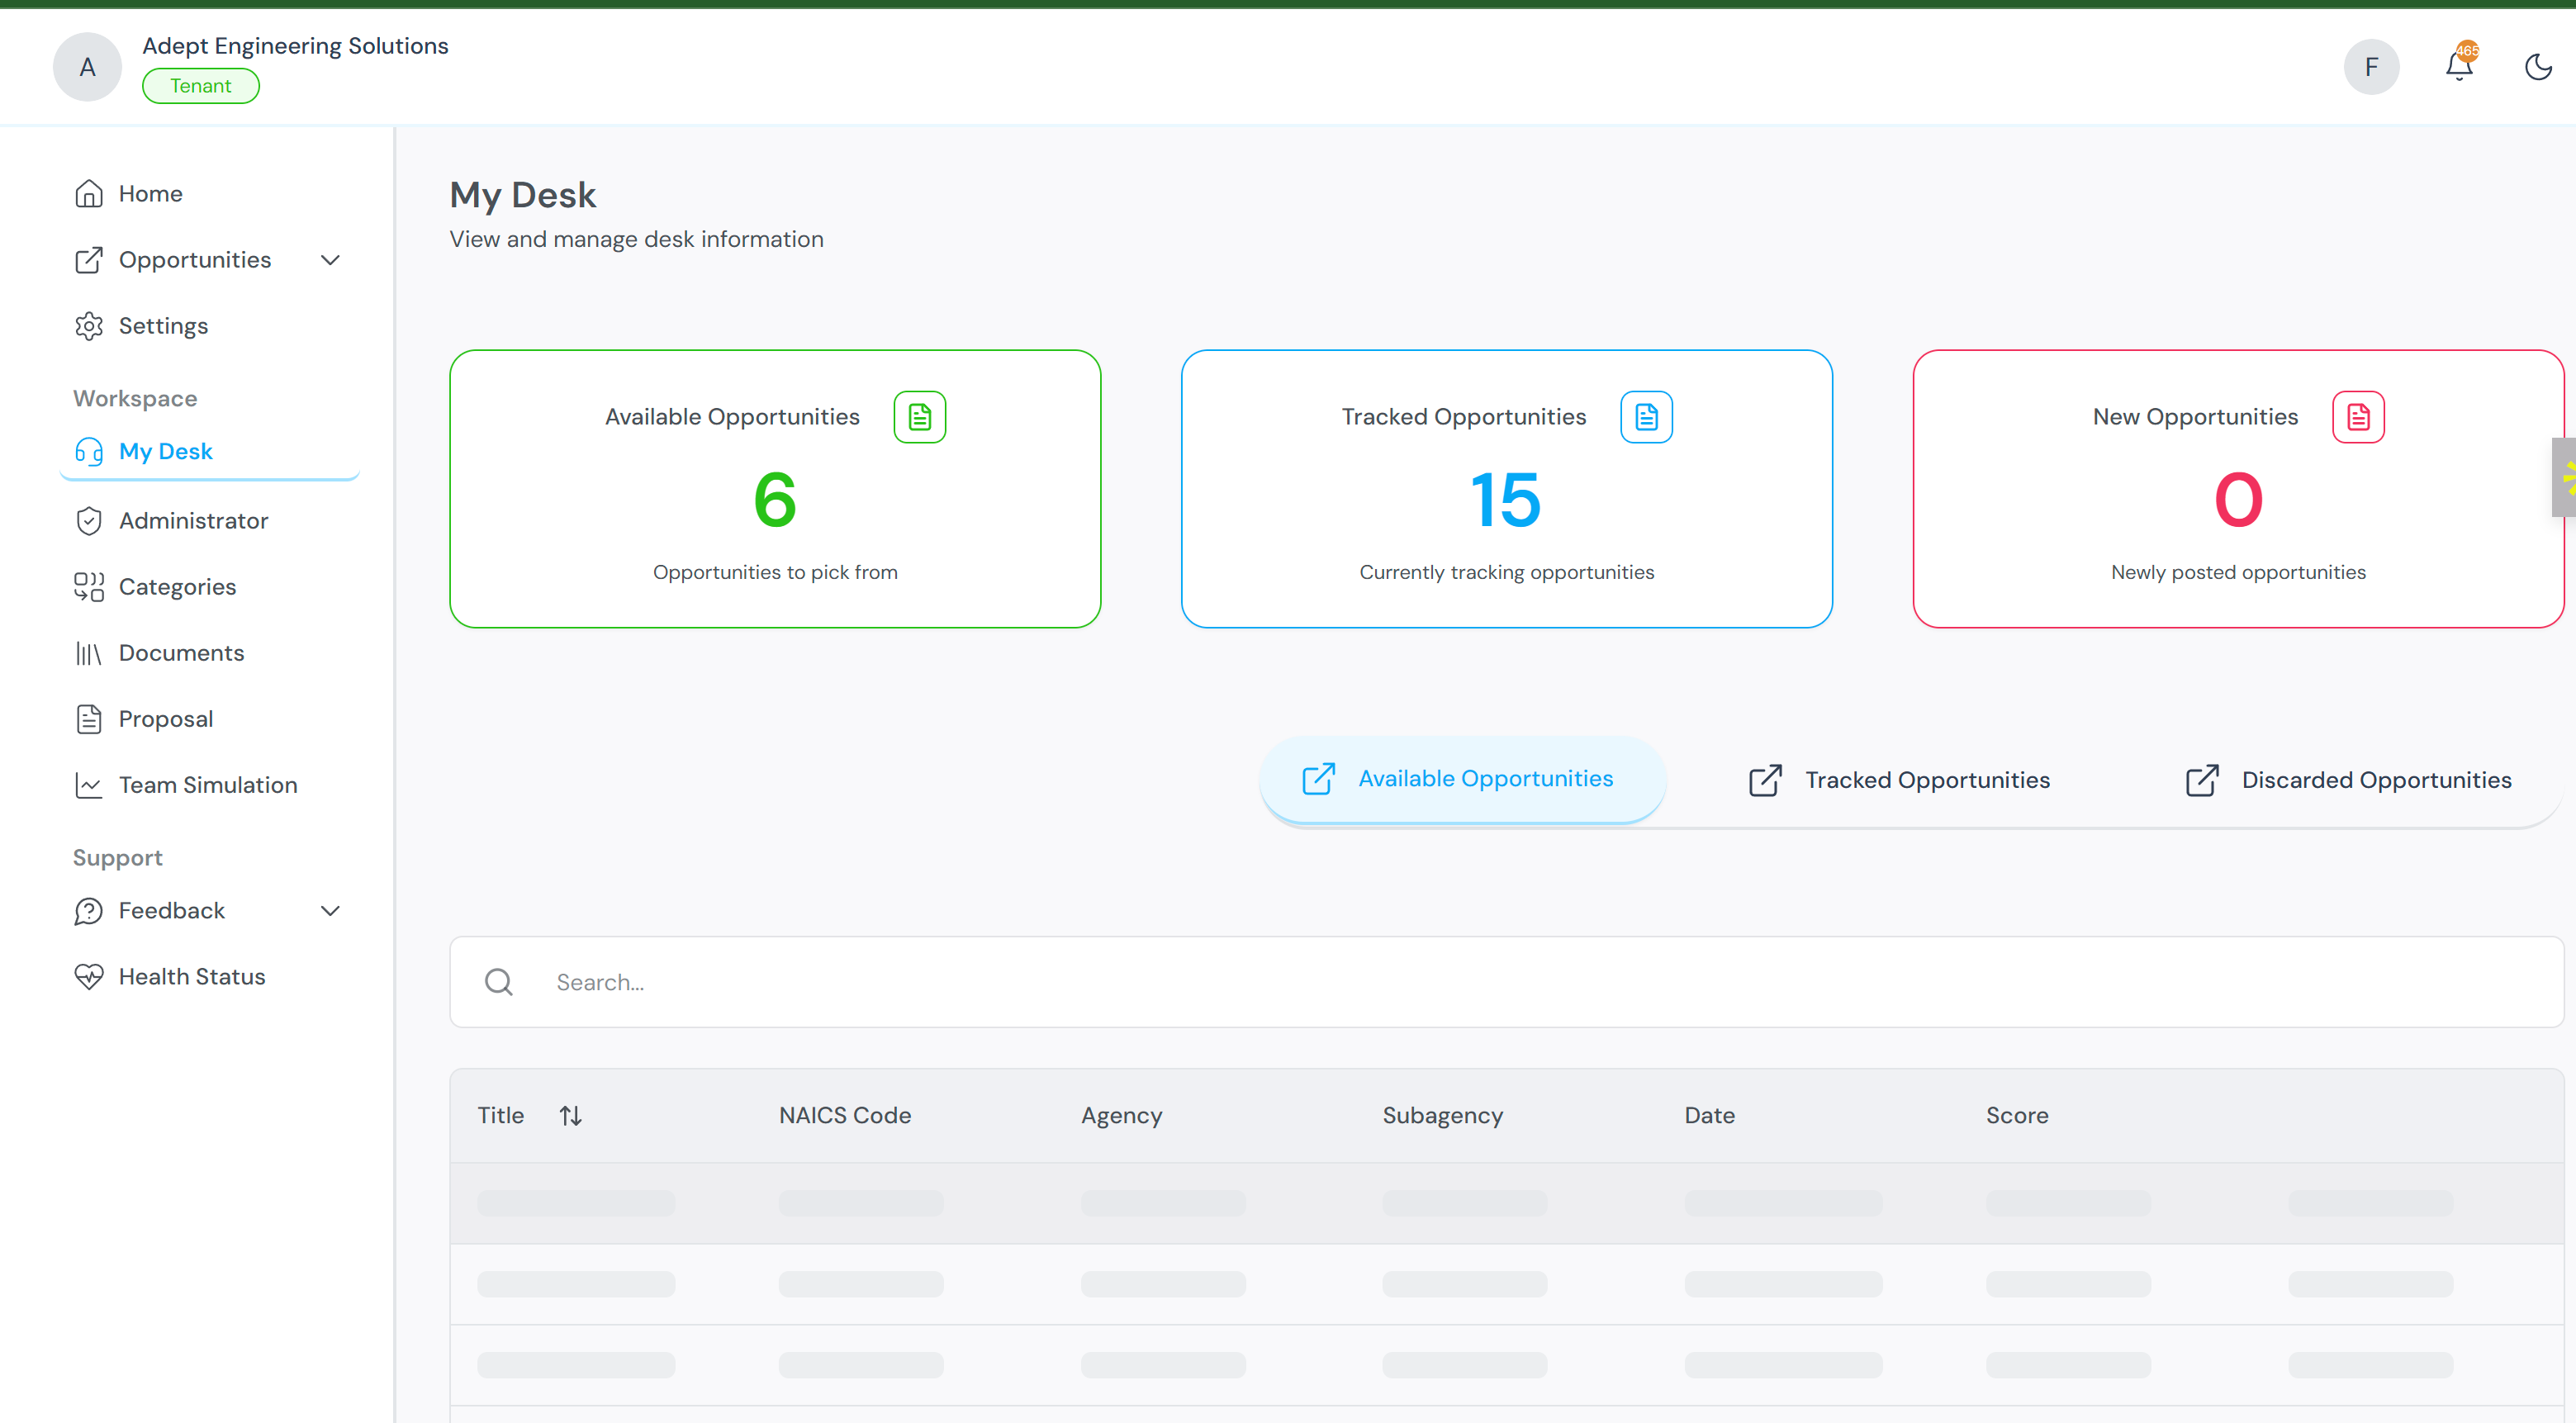 A
Adept Engineering Solutions
Tenant
F
465
Home
Opportunities
Settings
Workspace
My Desk
Administrator
Categories
Documents
Proposal
Team Simulation
Support
Feedback
Health Status
My Desk
View and manage desk information
Available Opportunities
6
Opportunities to pick from
Tracked Opportunities
15
Currently tracking opportunities
New Opportunities
0
Newly posted opportunities
Available Opportunities
Tracked Opportunities
Discarded Opportunities
Search...
Title
NAICS Code
Agency
Subagency
Date
Score